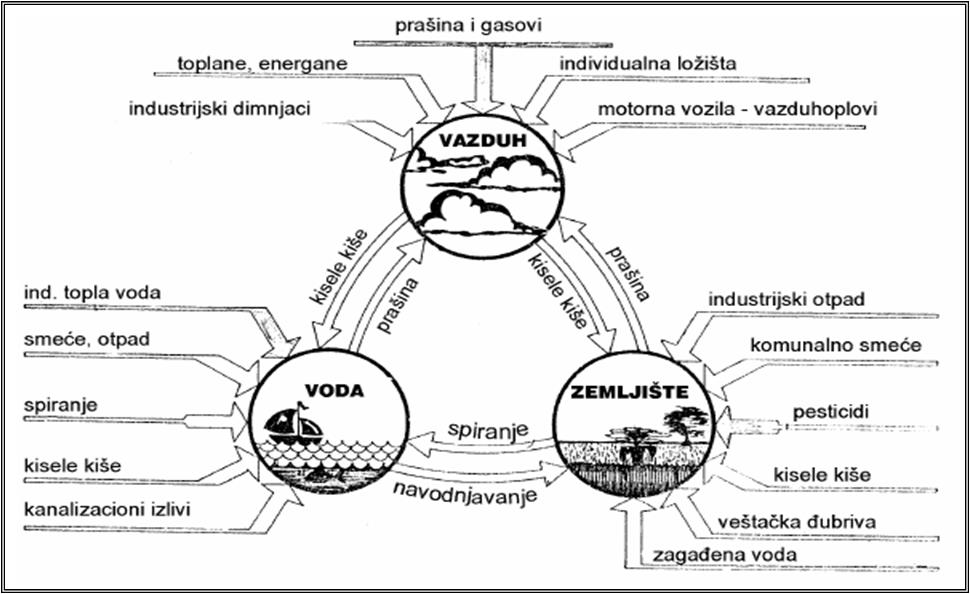 prašina i gasovi
toplane, energane
individualna ložišta
industrijski dimnjaci
motorna vozila - vazduhoplovi
VAZDUH
kisele kiše
prašina
kisele kiše
prašina
ind. topla voda
smeće, otpad
spiranje
kisele kiše
kanalizacioni izlivi
VODA
spiranje
navodnjavanje
ZEMLJIŠTE
industrijski otpad
komunalno smeće
pesticidi
kisele kiše
veštačka đubriva
zagađena voda